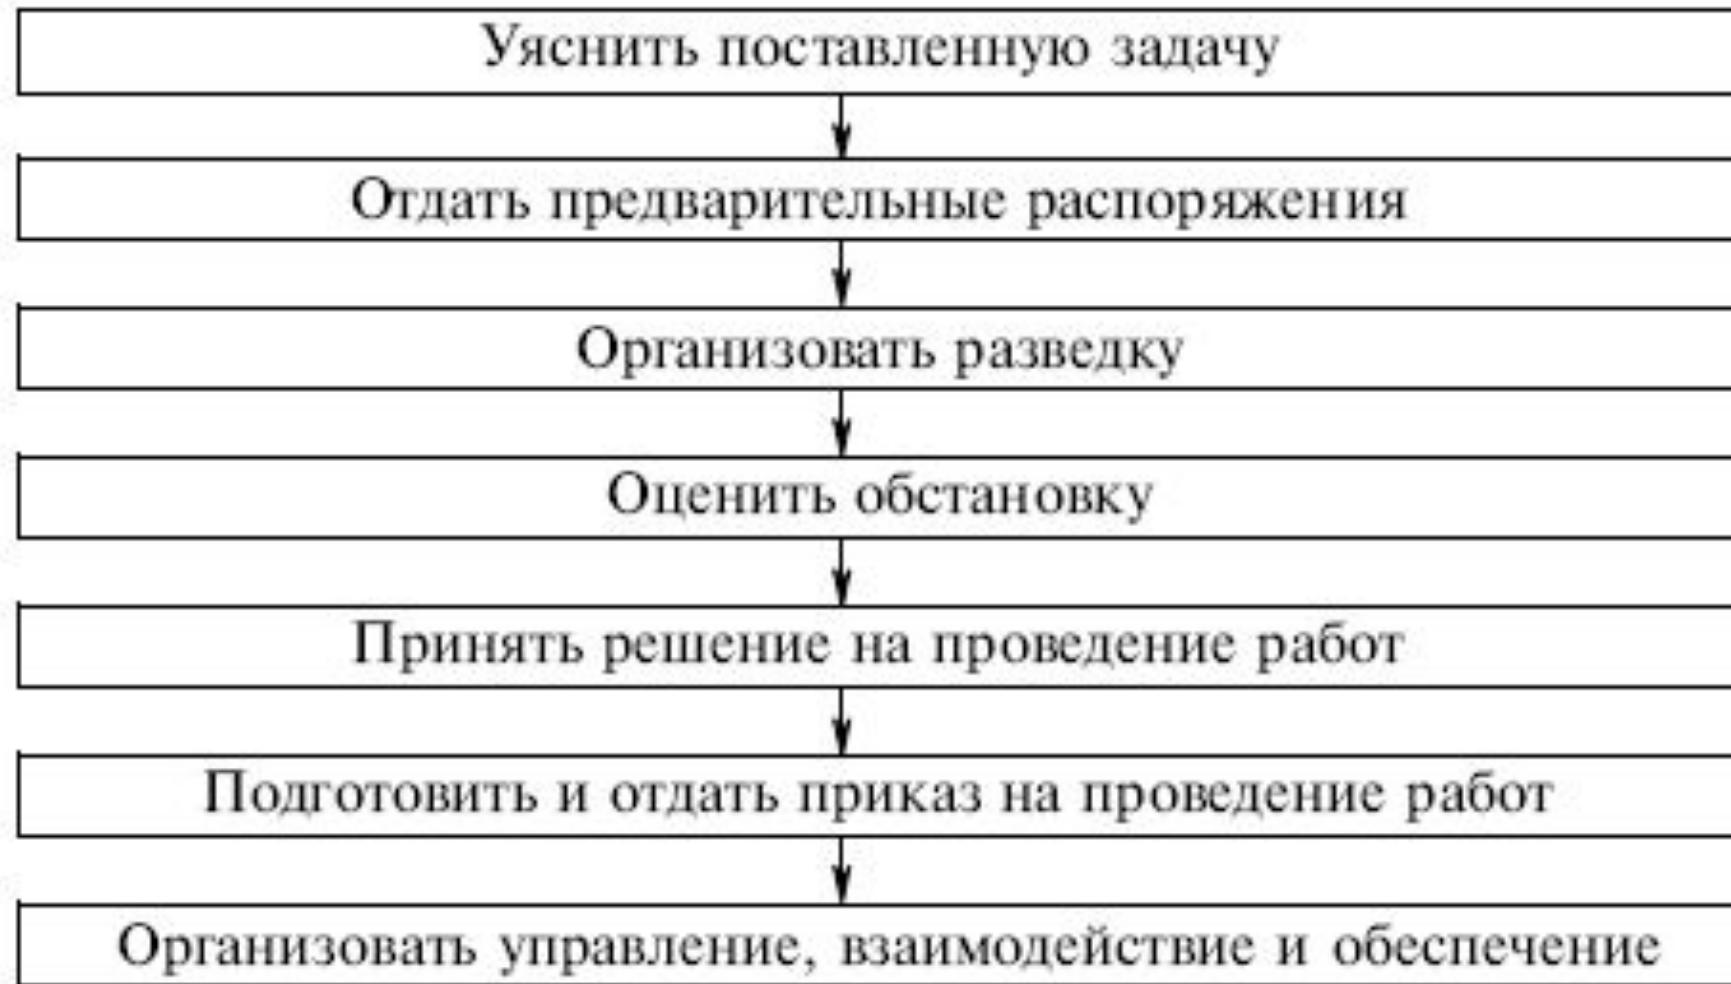 Уяснить поставленную задачу
Отдать предварительные распоряжения
Организовать разведку
Оценить обстановку
Принять решение на проведение работ
Подготовить и отдать приказ на проведение работ
Организовать управление, взаимодействие и обеспечение